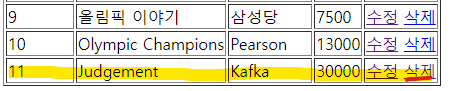 9 올림픽 이야기 삼성당 7500 수정 삭제
10 Olympic Champions Pearson 13000 수정 삭제
11 Judgement Kafka 30000 수정 삭제